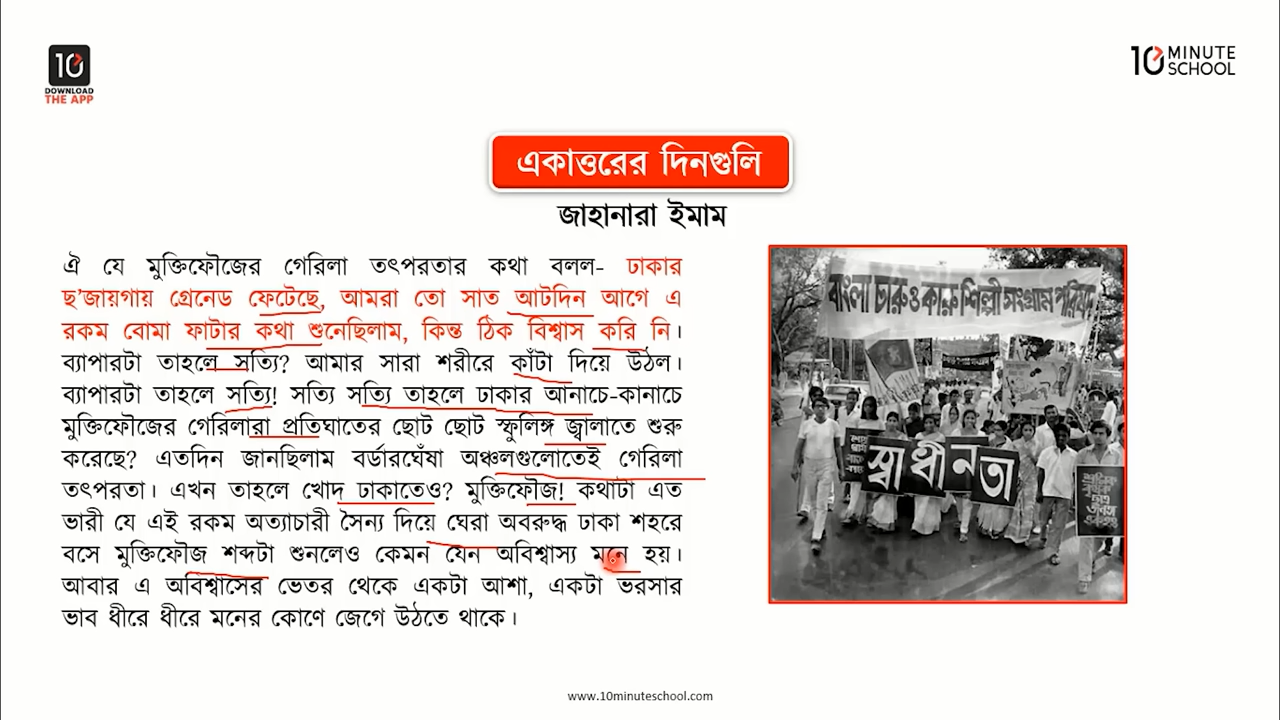 10
DOWNLOAD
THE APP
10 MINUTE
SCHOOL
একাত্তরের দিনগুলি
জাহানারা ইমাম
ঐ যে মুক্তিফৌজের গেরিলা তৎপরতার কথা বলল- ঢাকার
ছ’জায়গায় গ্রেনেড ফেটেছে, আমরা তো সাত আটদিন আগে এ
রকম বোমা ফাটার কথা শুনেছিলাম, কিন্ত ঠিক বিশ্বাস করি নি।
ব্যাপারটা তাহলে সত্যি? আমার সারা শরীরে কাঁটা দিয়ে উঠল।
ব্যাপারটা তাহলে সত্যি! সত্যি সত্যি তাহলে ঢাকার আনাচে-কানাচে
মুক্তিফৌজের গেরিলারা প্রতিঘাতের ছোট ছোট স্ফুলিঙ্গ জ্বালাতে শুরু
করেছে? এতদিন জানছিলাম বর্ডারঘেঁষা অঞ্চলগুলোতেই গেরিলা
তৎপরতা। এখন তাহলে খোদ ঢাকাতেও? মুক্তিফৌজ! কথাটা এত
ভারী যে এই রকম অত্যাচারী সৈন্য দিয়ে ঘেরা অবরুদ্ধ ঢাকা শহরে
বসে মুক্তিফৌজ শব্দটা শুনলেও কেমন যেন অবিশ্বাস্য মনে হয়।
আবার এ অবিশ্বাসের ভেতর থেকে একটা আশা, একটা ভরসার
ভাব ধীরে ধীরে মনের কোণে জেগে উঠতে থাকে।
বাংলা চারু ও কারু শিল্পী সংগ্রাম পরিষদ
স্বাধীনতা
www.10minuteschool.com